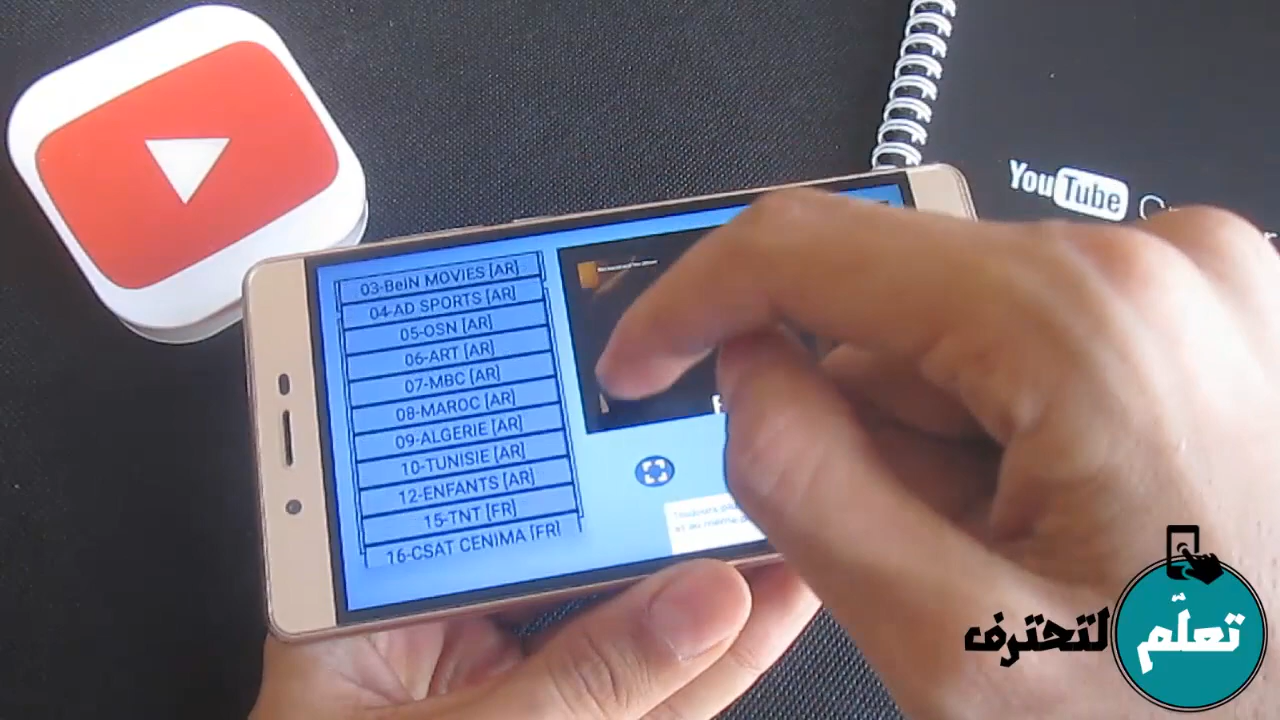 YouTube
03-BeIN MOVIES [AR]
04-AD SPORTS [AR]
05-OSN [AR]
06-ART [AR]
07-MBC [AR]
08-MAROC [AR]
09-ALGERIE [AR]
10-TUNISIE [AR]
12-ENFANTS [AR]
15-TNT [FR]
16-CSAT CENIMA [FR]
تعلّم
لتحترف